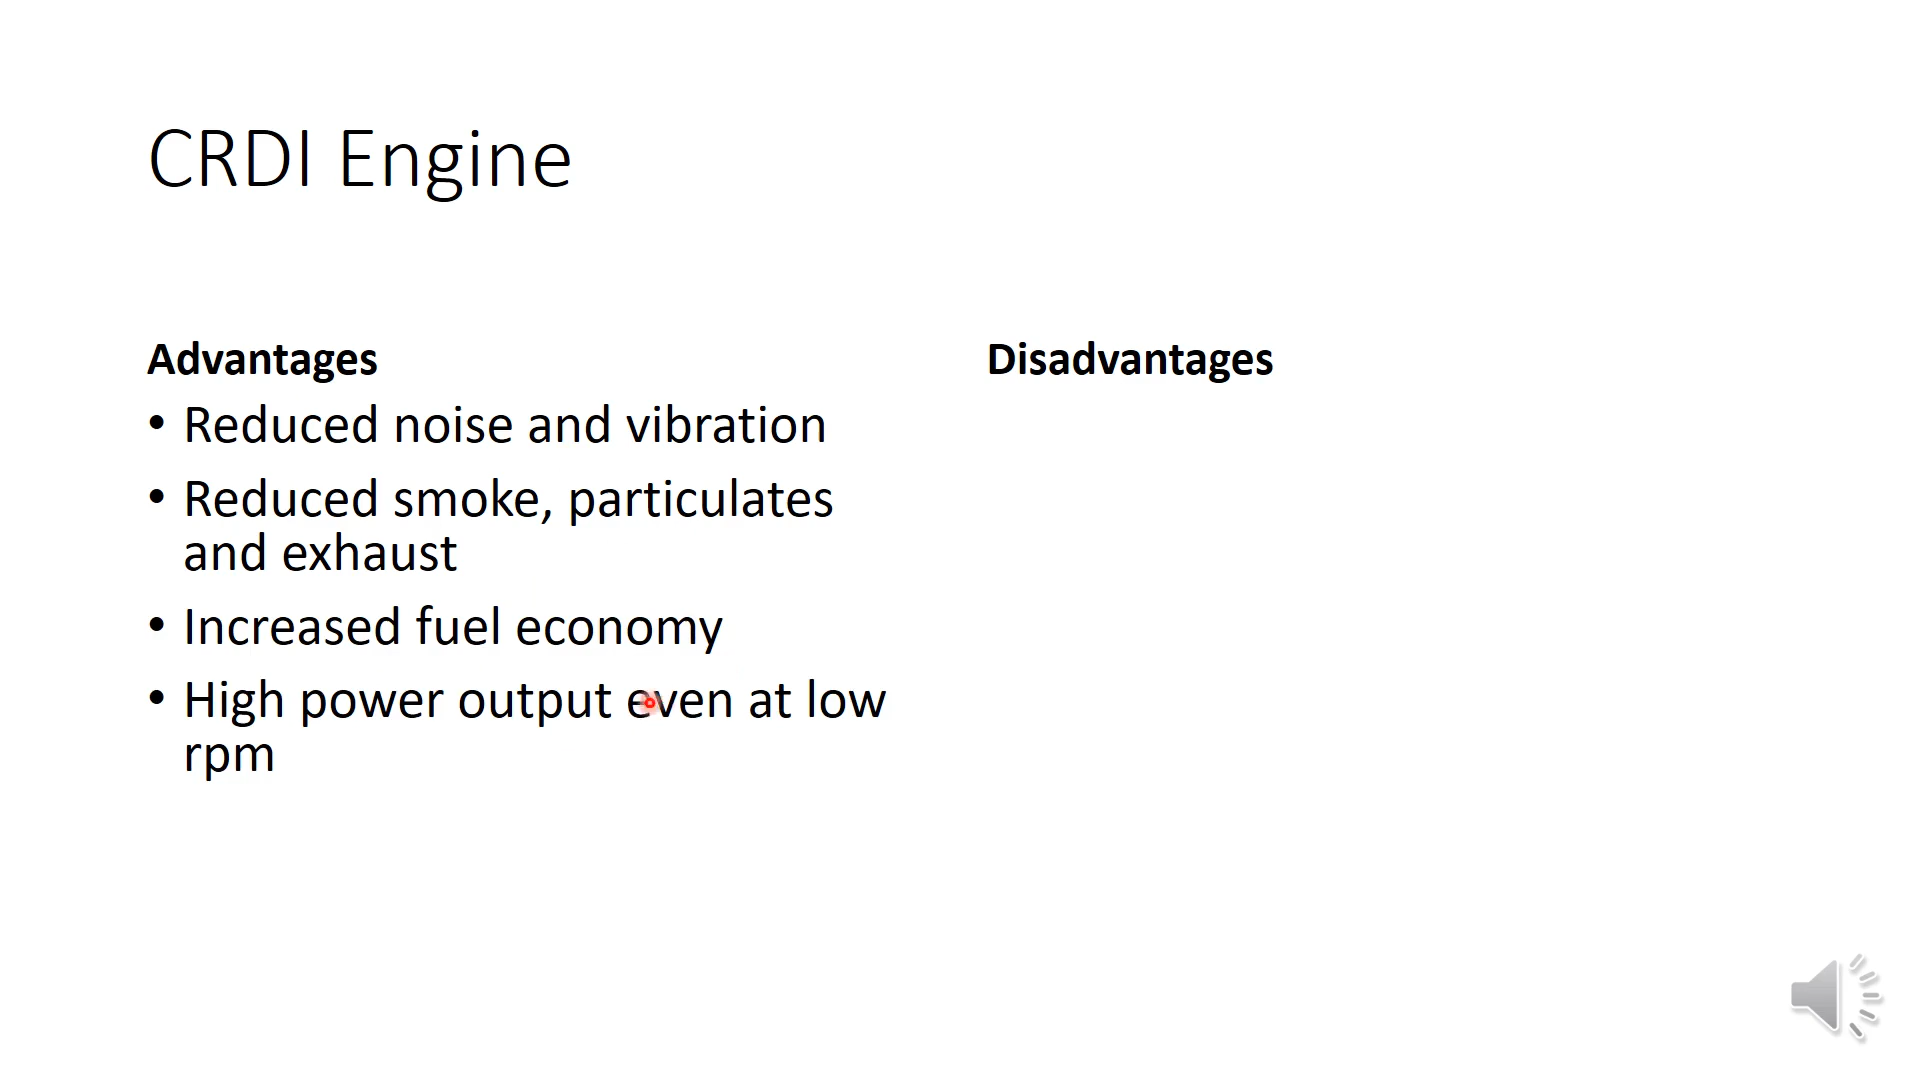 CRDI Engine
Advantages
• Reduced noise and vibration
• Reduced smoke, particulates
and exhaust
• Increased fuel economy
• High power output even at low
rpm
Disadvantages